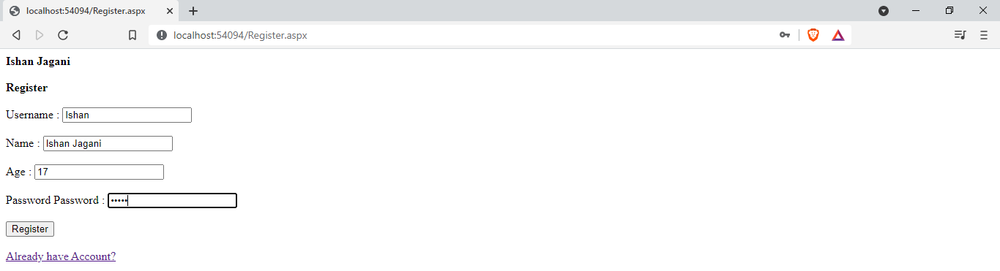 localhost:54094/Register.aspx
localhost:54094/Register.aspx
Ishan Jagani
Register
Username : Ishan
Name : Ishan Jagani
Age : 17
Password Password : •••••
Register
Already have Account?